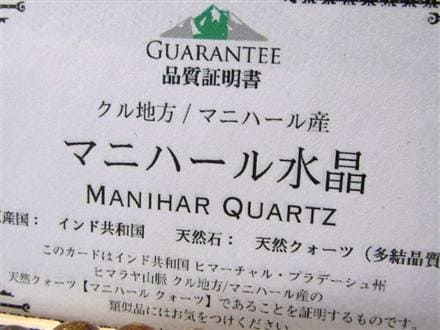 GUARANTEE
品質証明書
クル地方 / マニハール産
マニハール水晶
MANIHAR QUARTZ
産国： インド共和国　天然石： 天然クォーツ（多結晶品質
このカードはインド共和国 ヒマーチャル・プラデーシュ州
ヒマラヤ山脈 クル地方/マニハール産の
天然クォーツ【マニハール クォーツ】であることを証明するものです。
類似品にはお気をつけください